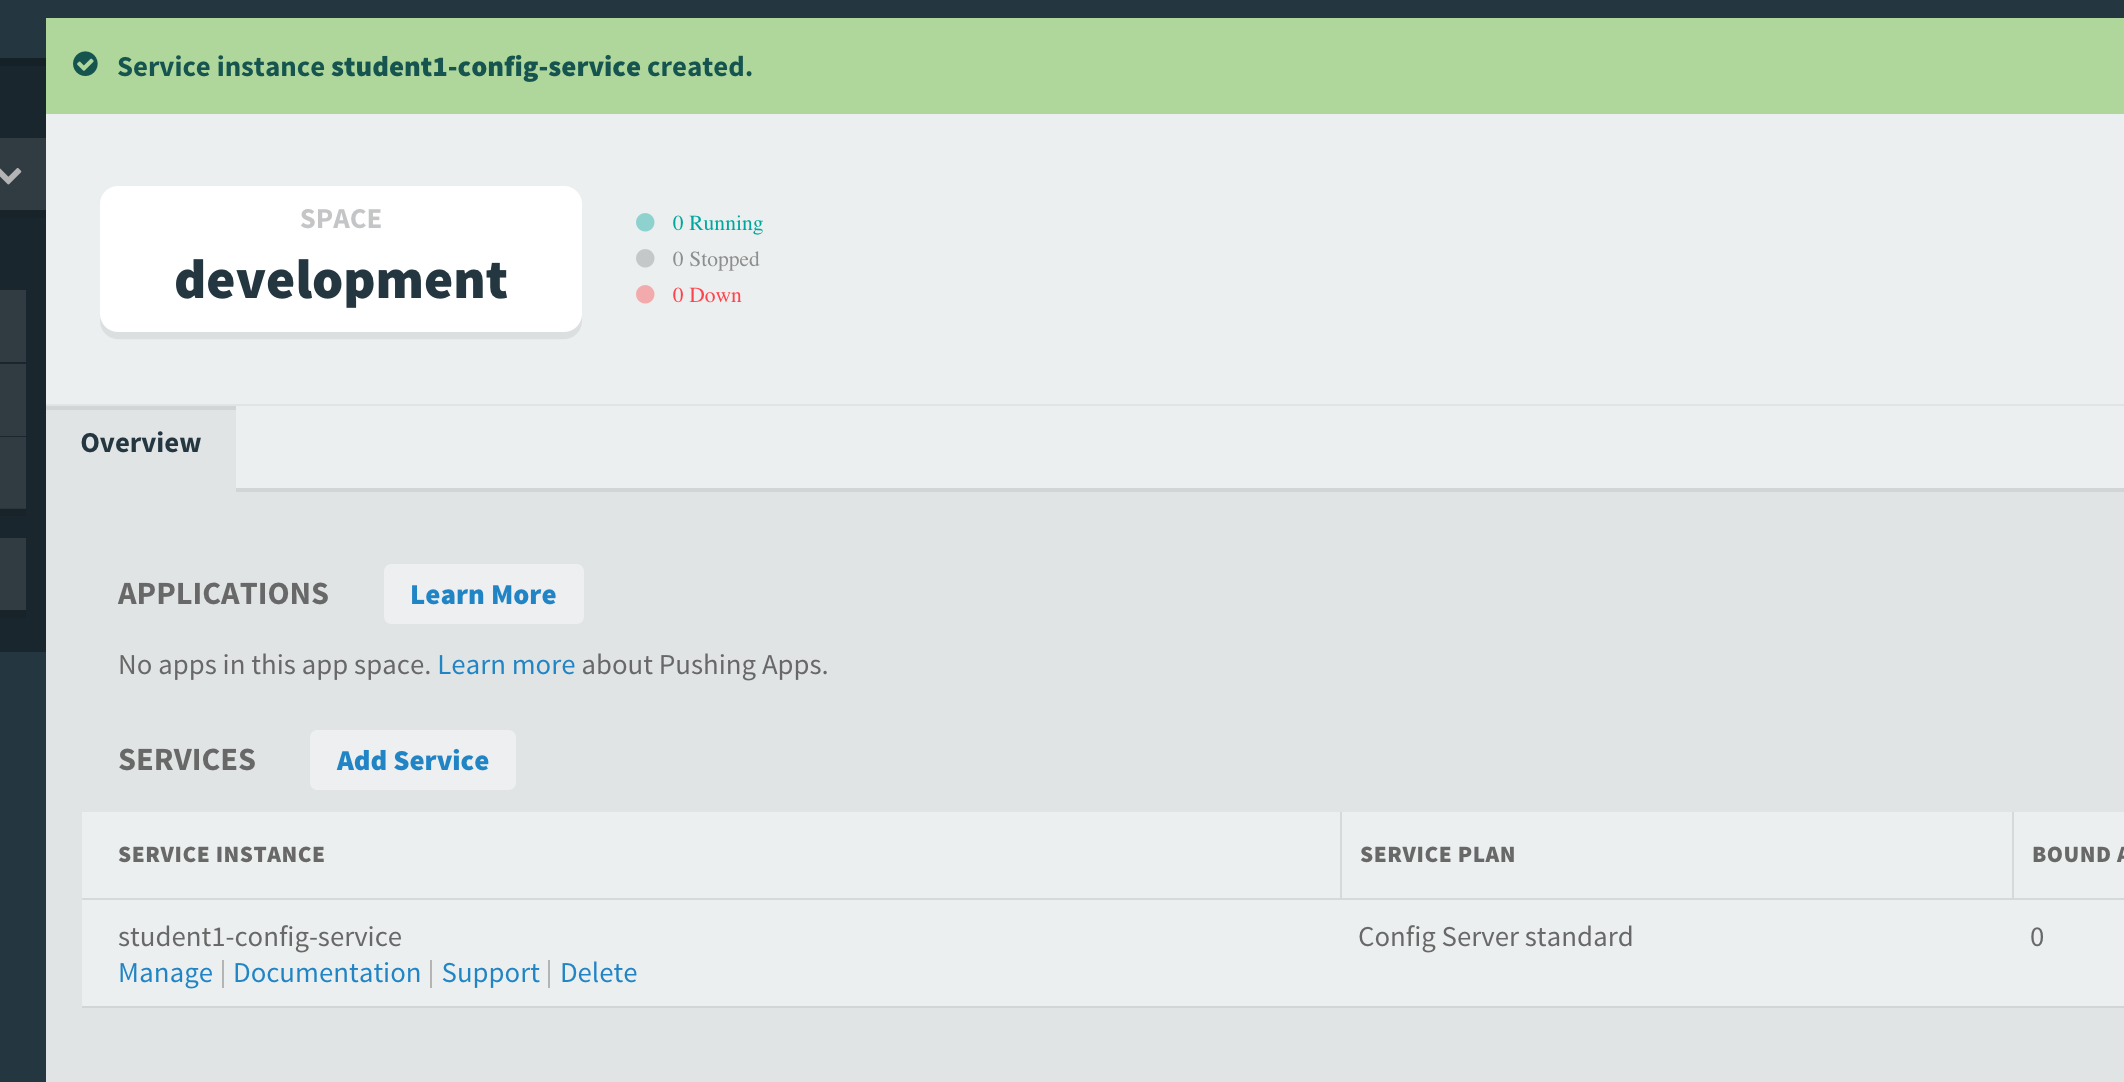 Service instance student1-config-service created.
SPACE
development
0 Running
0 Stopped
0 Down
Overview
APPLICATIONS Learn More
No apps in this app space. Learn more about Pushing Apps.
SERVICES Add Service
SERVICE INSTANCE SERVICE PLAN BOUND
student1-config-service Config Server standard 0
Manage | Documentation | Support | Delete